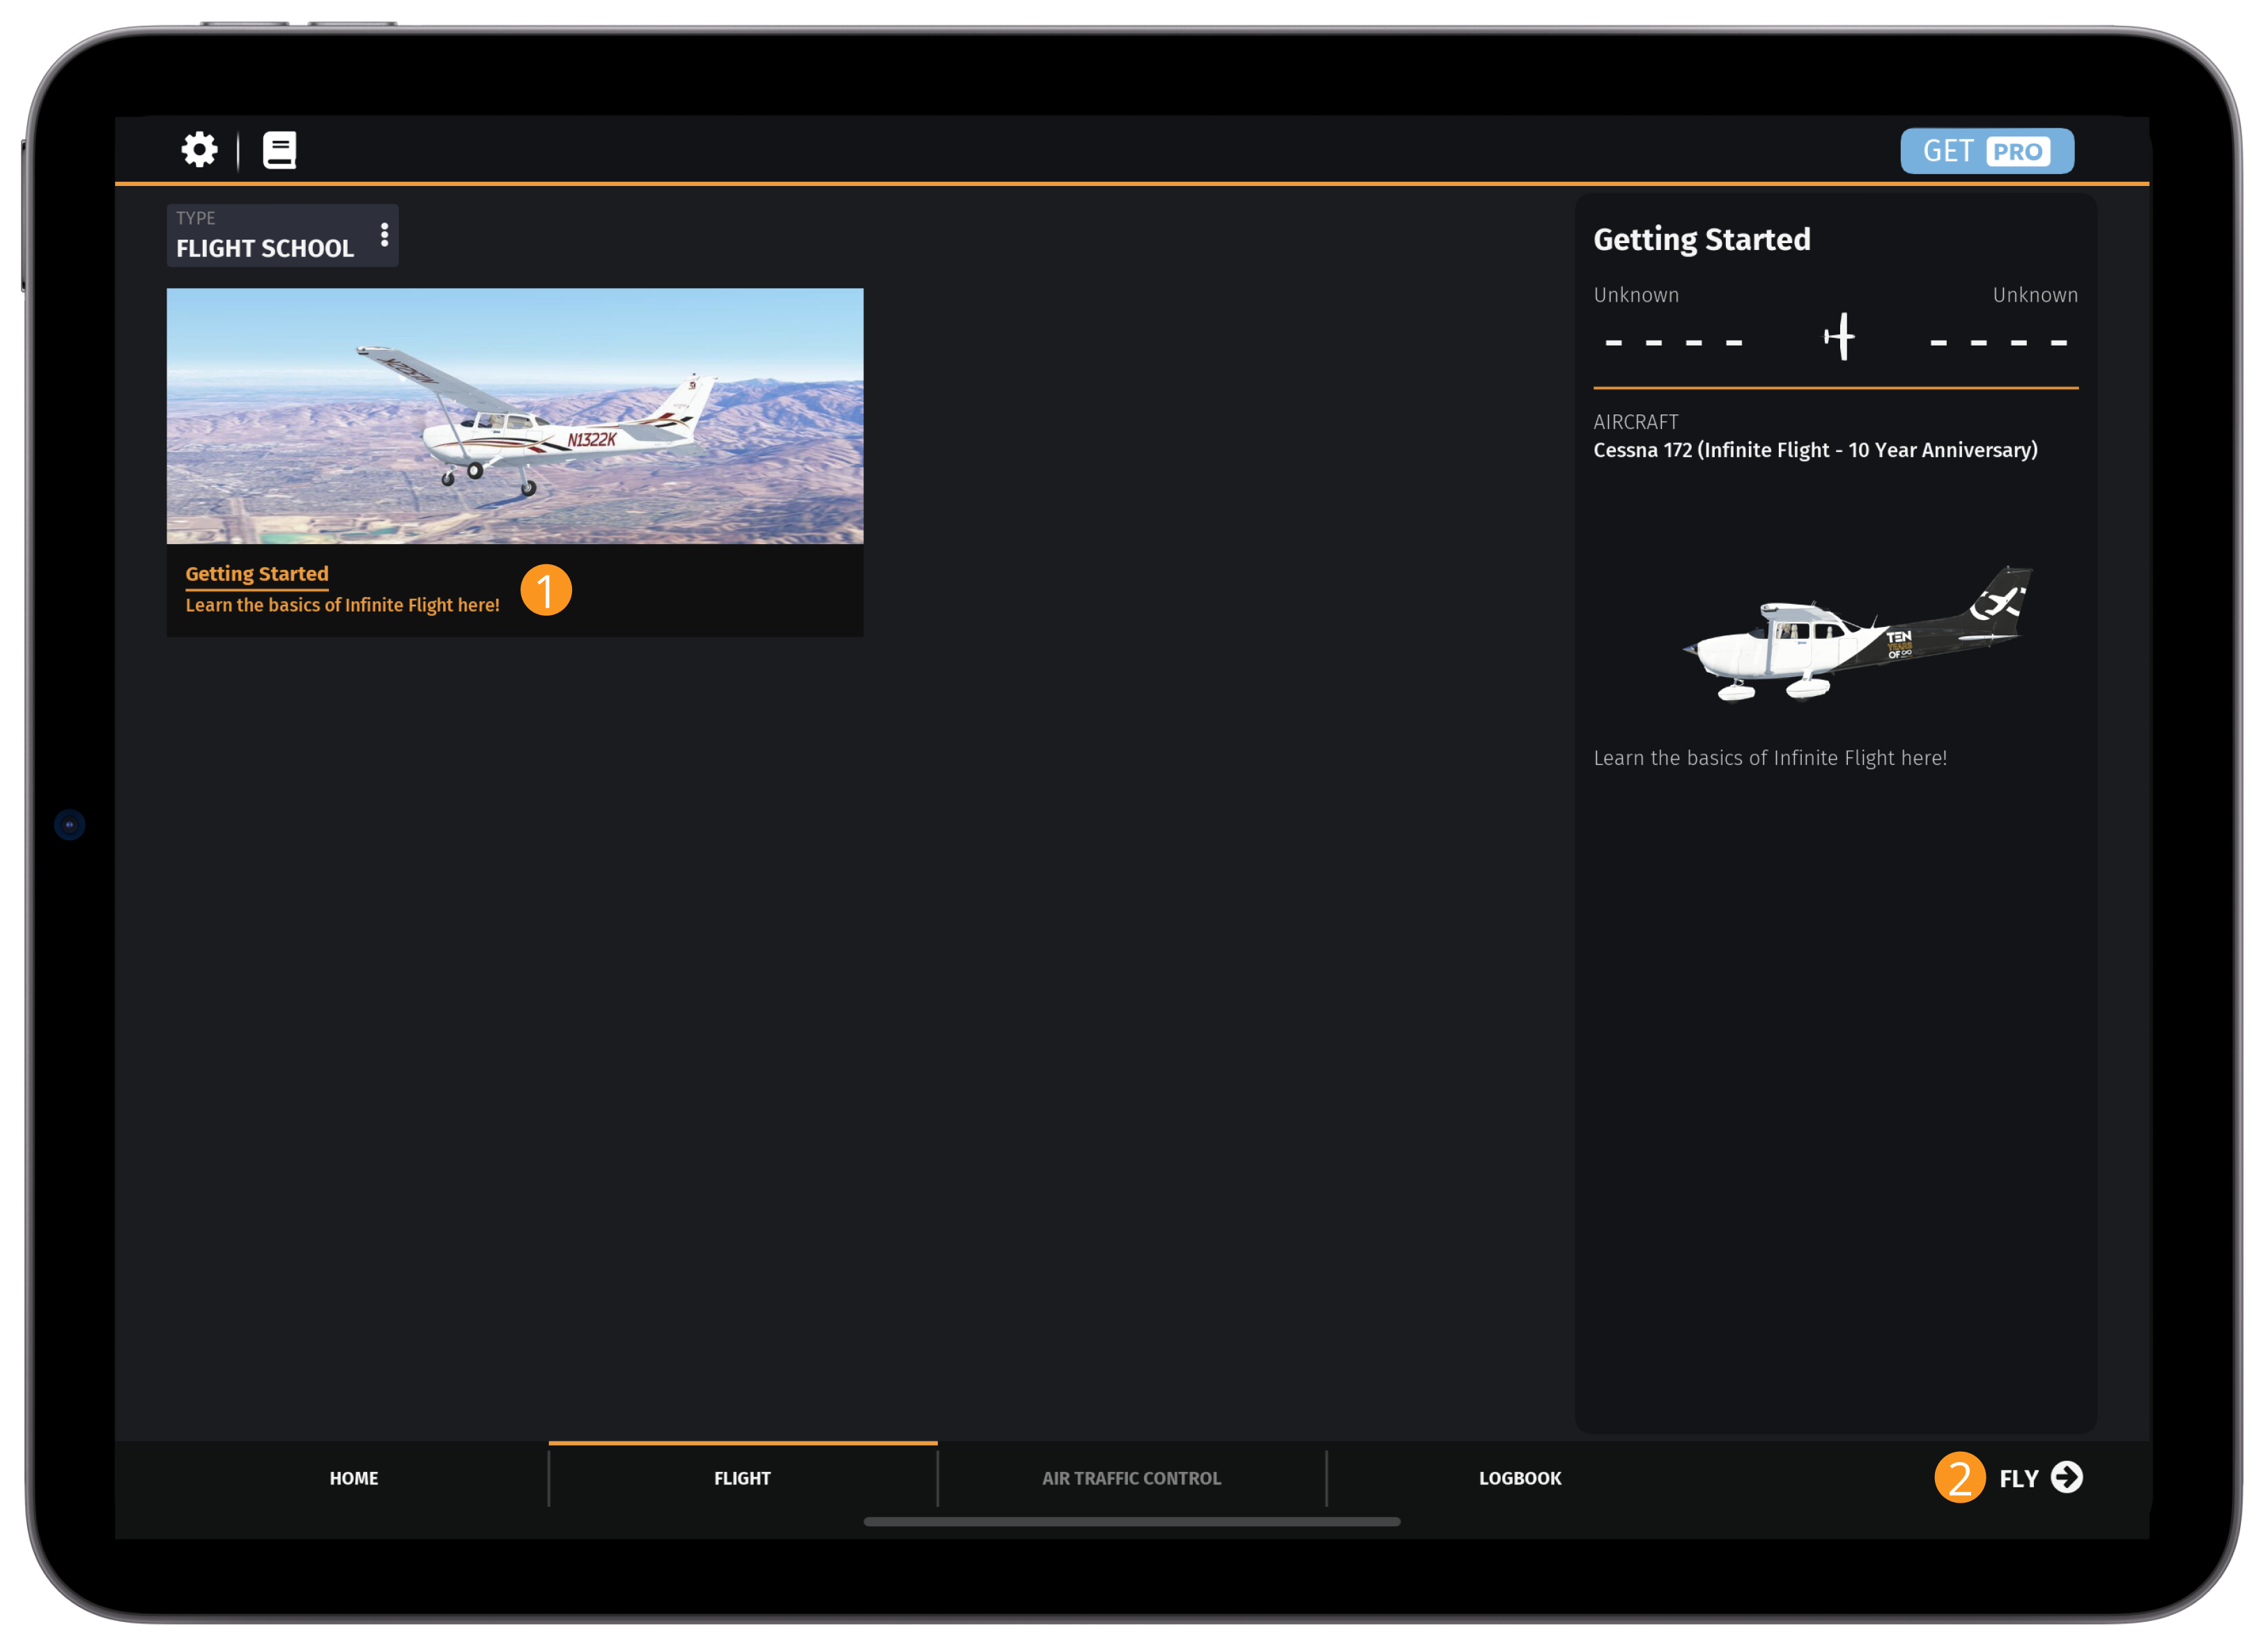 GET PRO
TYPE
FLIGHT SCHOOL
N1322K
Getting Started
Learn the basics of Infinite Flight here!
1
Getting Started
Unknown Unknown
- - - - - - - -
AIRCRAFT
Cessna 172 (Infinite Flight - 10 Year Anniversary)
TEN
YEARS
OF ∞
Learn the basics of Infinite Flight here!
HOME
FLIGHT
AIR TRAFFIC CONTROL
LOGBOOK
2 FLY